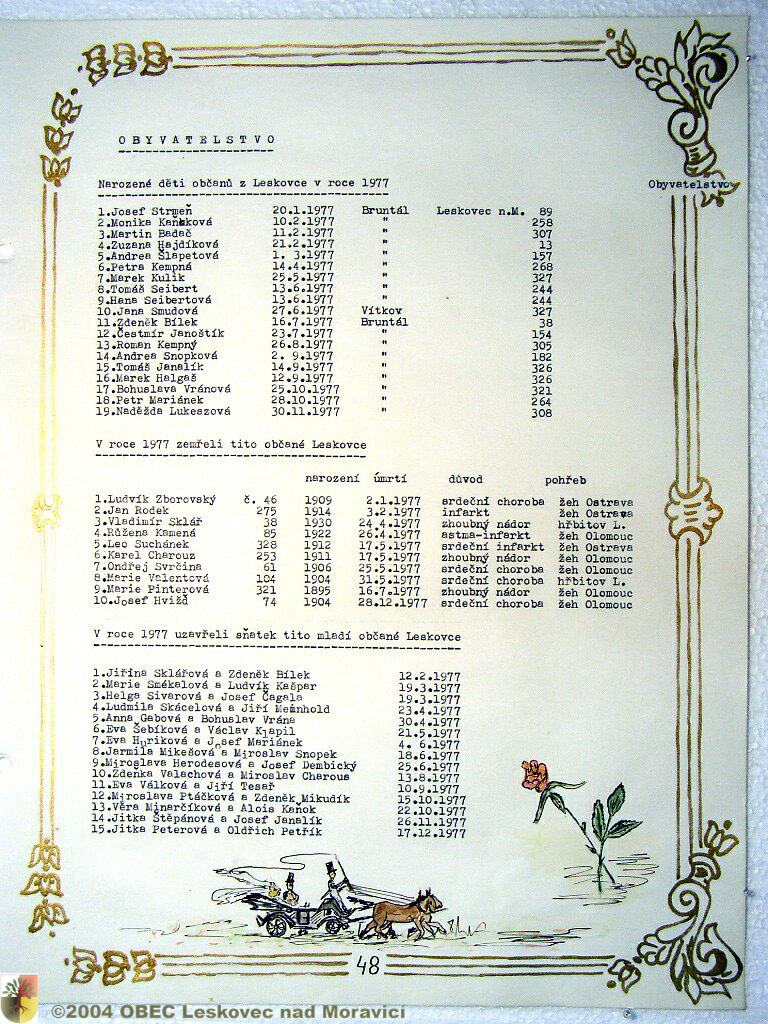 OBYVATELSTVO
Narozené děti občanů z Leskovce v roce 1977
Obyvatelstvo
1.Josef Strmeň 20.1.1977 Bruntál Leskovec n.M. 89
2.Monika Kaňoková 10.2.1977 " 258
3.Martin Badač 11.2.1977 " 307
4.Zuzana Hajdíková 21.2.1977 " 13
5.Andrea Šlapetová 1. 3.1977 " 157
6.Petra Kempná 14.4.1977 " 268
7.Marek Kulik 25.5.1977 " 327
8.Tomáš Seibert 13.6.1977 " 244
9.Hana Seibertová 13.6.1977 " 244
10.Jana Smudová 27.6.1977 Vítkov 327
11.Zdeněk Bílek 16.7.1977 Bruntál 38
12.Čestmír Janoštík 23.7.1977 " 154
13.Roman Kempný 26.8.1977 " 305
14.Andrea Snopková 2. 9.1977 " 182
15.Tomáš Janalík 14.9.1977 " 326
16.Marek Halgaš 12.9.1977 " 326
17.Bohuslava Vránová 25.10.1977 " 321
18.Petr Mariánek 28.10.1977 " 264
19.Naděžda Lukeszová 30.11.1977 " 308
V roce 1977 zemřeli tito občané Leskovce
narození úmrtí důvod pohřeb
1.Ludvík Zborovský č. 46 1909 2.1.1977 srdeční choroba žeh Ostrava
2.Jan Rodek 275 1914 3.2.1977 infarkt žeh Ostrava
3.Vladimír Sklář 38 1930 24.4.1977 zhoubný nádor hřbitov L.
4.Růžena Kamená 85 1922 26.4.1977 astma-infarkt žeh Olomouc
5.Leo Suchánek 328 1912 17.5.1977 srdeční infarkt žeh Ostrava
6.Karel Charouz 253 1911 17.5.1977 zhoubný nádor žeh Olomouc
7.Ondřej Svrčina 61 1906 25.5.1977 srdeční choroba žeh Olomouc
8.Marie Valentová 104 1904 31.5.1977 srdeční choroba hřbitov L.
9.Marie Pinterová 321 1895 16.7.1977 zhoubný nádor žeh Olomouc
10.Josef Hvižď 74 1904 28.12.1977 srdeční choroba žeh Olomouc
V roce 1977 uzavřeli sňatek tito mladí občané Leskovce
1.Jiřína Sklářová a Zdeněk Bílek 12.2.1977
2.Marie Smékalová a Ludvík Kašpar 19.3.1977
3.Helga Sivarová a Josef Čagala 19.3.1977
4.Ludmila Skácelová a Jiří Meinhold 23.4.1977
5.Anna Gabová a Bohuslav Vrána 30.4.1977
6.Eva Šebíková a Václav Klapil 21.5.1977
7.Eva Huríková a Josef Mariánek 4. 6.1977
8.Jarmila Mikešová a Miroslav Snopek 18.6.1977
9.Miroslava Herodesová a Josef Dembický 25.6.1977
10.Zdeňka Valachová a Miroslav Charous 13.8.1977
11.Eva Válková a Jiří Tesař 10.9.1977
12.Miroslava Ptáčková a Zdeněk Mikudík 15.10.1977
13.Věra Minarčíková a Alois Kaňok 22.10.1977
14.Jitka Štěpánová a Josef Janalík 26.11.1977
15.Jitka Peterová a Oldřich Petřík 17.12.1977
48
©2004 OBEC Leskovec nad Moravicí